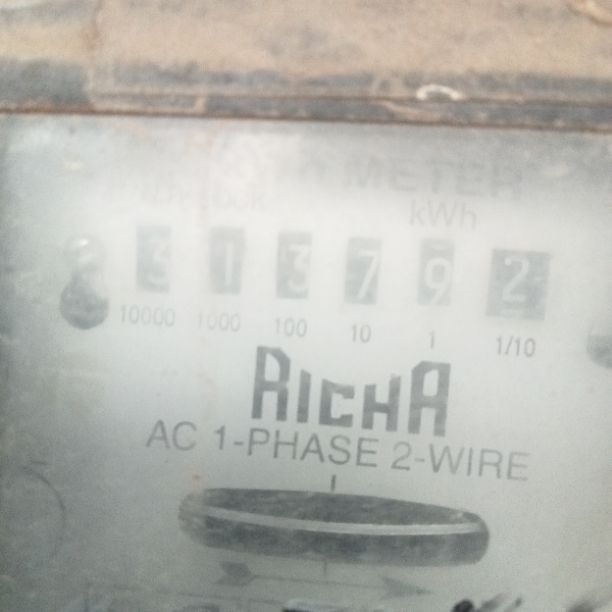 METER
kWh
3 1 3 7 9 2
10000 1000 100 10 1 1/10
RICHA
AC 1-PHASE 2-WIRE